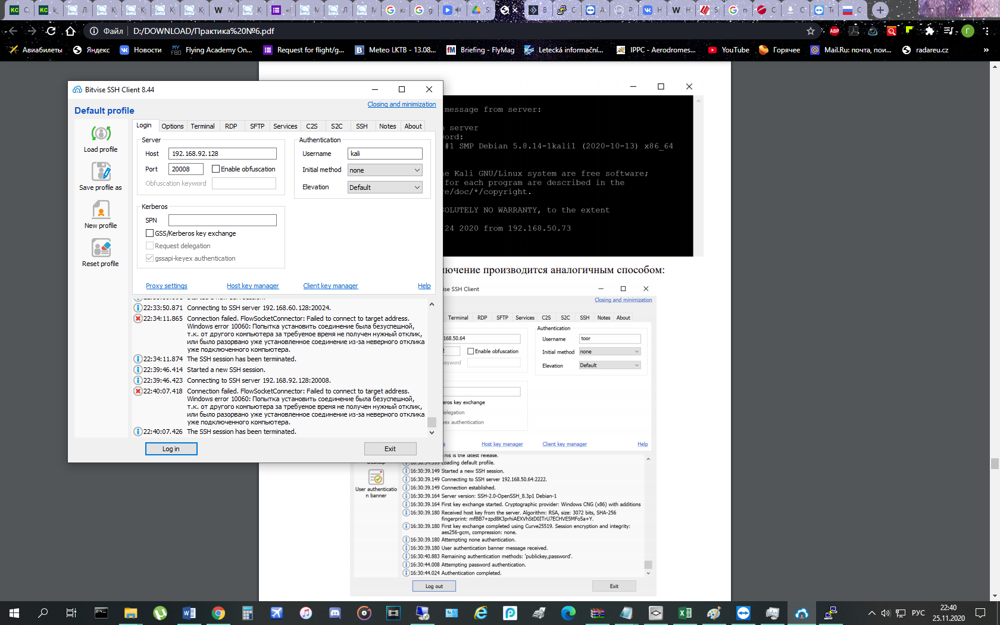 Файл
D:/DOWNLOAD/Практика%20№6.pdf
Авиабилеты
Яндекс
Новости
Flying Academy On...
Request for flight/g...
Meteo LKTB - 13.08...
Briefing - FlyMag
Letecká informační...
IPPC - Aerodromes...
YouTube
Горячее
Mail.Ru: почта, пои...
radareu.cz
»
Bitvise SSH Client 8.44
Default profile
Closing and minimization
Load profile
Save profile as
New profile
Reset profile
Login
Options
Terminal
RDP
SFTP
Services
C2S
S2C
SSH
Notes
About
Server
Host
192.168.92.128
Port
20008
Enable obfuscation
Obfuscation keyword
Authentication
Username
kali
Initial method
none
Elevation
Default
Kerberos
SPN
GSS/Kerberos key exchange
Request delegation
gssapi-keyex authentication
Proxy settings
Host key manager
Client key manager
Help
22:33:50.871 Connecting to SSH server 192.168.60.128:20024.
22:34:11.865 Connection failed. FlowSocketConnector: Failed to connect to target address.
Windows error 10060: Попытка установить соединение была безуспешной,
т.к. от другого компьютера за требуемое время не получен нужный отклик,
или было разорвано уже установленное соединение из-за неверного отклика
уже подключенного компьютера.
22:34:11.874 The SSH session has been terminated.
22:39:46.414 Started a new SSH session.
22:39:46.423 Connecting to SSH server 192.168.92.128:20008.
22:40:07.418 Connection failed. FlowSocketConnector: Failed to connect to target address.
Windows error 10060: Попытка установить соединение была безуспешной,
т.к. от другого компьютера за требуемое время не получен нужный отклик,
или было разорвано уже установленное соединение из-за неверного отклика
уже подключенного компьютера.
22:40:07.426 The SSH session has been terminated.
Log in
Exit
message from server:
server
ord:
#1 SMP Debian 5.8.14-1kali1 (2020-10-13) x86_64
e Kali GNU/Linux system are free software;
for each program are described in the
e/doc/*/copyright.
SOLUTELY NO WARRANTY, to the extent
24 2020 from 192.168.50.73
лючение производится аналогичным способом:
ise SSH Client
Closing and minimization
Terminal
RDP
SFTP
Services
C2S
S2C
SSH
Notes
About
168.50.64
2
Enable obfuscation
eyword
Authentication
Username
toor
Initial method
none
Elevation
Default
eros key exchange
elegation
yex authentication
s
Host key manager
Client key manager
Help
This is the latest release.
16:30:34.399 Loading default profile.
16:30:39.149 Started a new SSH session.
16:30:39.149 Connecting to SSH server 192.168.50.64:2222.
16:30:39.149 Connection established.
16:30:39.164 Server version: SSH-2.0-OpenSSH_8.3p1 Debian-1
16:30:39.164 First key exchange started. Cryptographic provider: Windows CNG (x86) with additions
16:30:39.180 Received host key from the server. Algorithm: RSA, size: 3072 bits, SHA-256
fingerprint: mfBB7+zpd8K3prhiAEXVhStD0ITrU7ECHVE5MFo5a+Y.
16:30:39.180 First key exchange completed using Curve25519. Session encryption and integrity:
aes256-gcm, compression: none.
16:30:39.180 Attempting none authentication.
16:30:39.180 User authentication banner message received.
16:30:40.883 Remaining authentication methods: 'publickey,password'.
16:30:44.008 Attempting password authentication.
16:30:44.024 Authentication completed.
User authenticatio
n banner
Log out
Exit
РУС
22:40
25.11.2020